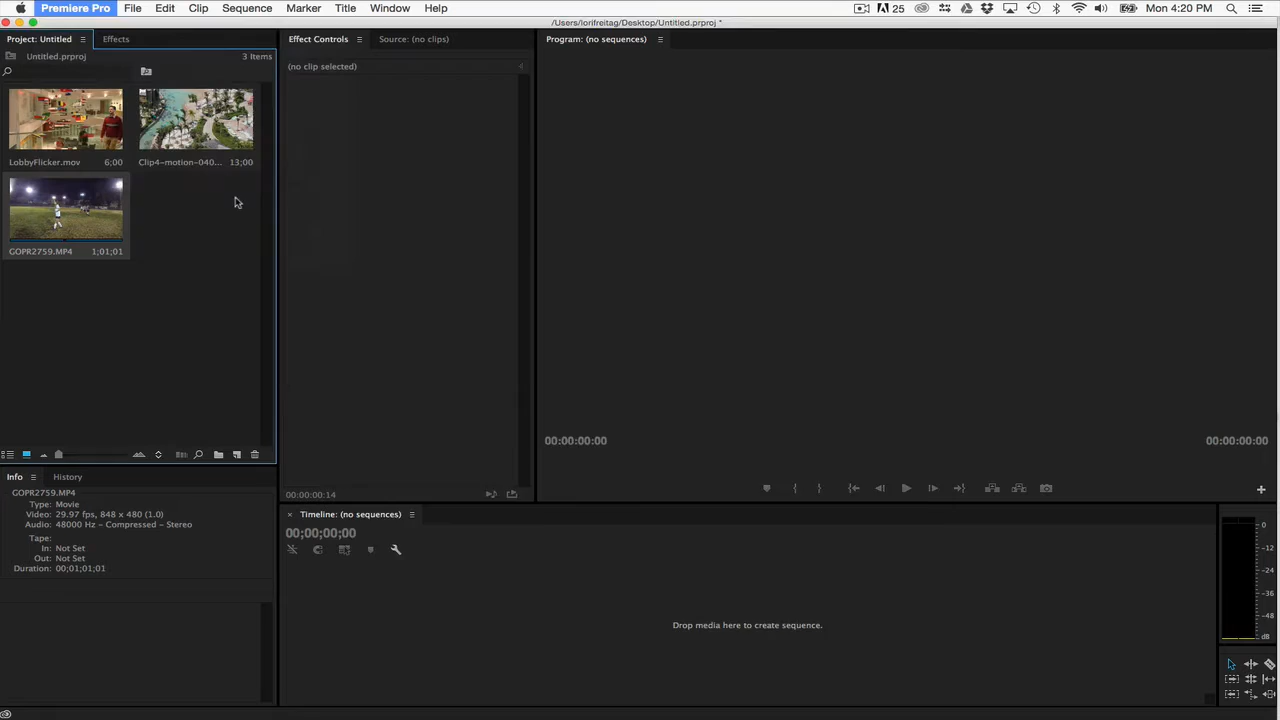 Premiere Pro File Edit Clip Sequence Marker Title Window Help 25 Mon 4:20 PM
/Users/lorifreitag/Desktop/Untitled.prproj *
Project: Untitled Effects Effect Controls Source: (no clips) Program: (no sequences)
Untitled.prproj 3 Items
(no clip selected)
LobbyFlicker.mov 6;00 Clip4-motion-040... 13;00
GOPR2759.MP4 1;01;01
00:00:00:00 00:00:00:00
Info History
00:00:00:14
GOPR2759.MP4
Type: Movie
Video: 29.97 fps, 848 x 480 (1.0)
Audio: 48000 Hz - Compressed - Stereo
Tape:
In: Not Set
Out: Not Set
Duration: 00;01;01;01
× Timeline: (no sequences)
00;00;00;00
Drop media here to create sequence.
0
-12
-24
-36
-48
dB